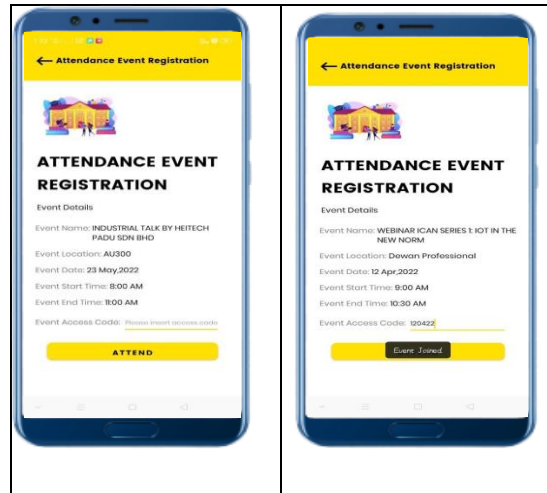 ← Attendance Event Registration
ATTENDANCE EVENT
REGISTRATION
Event Details
Event Name: INDUSTRIAL TALK BY HEITECH
PADU SDN BHD
Event Location: AU300
Event Date: 23 May,2022
Event Start Time: 8:00 AM
Event End Time: 11:00 AM
Event Access Code: Please insert access code
ATTEND
← Attendance Event Registration
ATTENDANCE EVENT
REGISTRATION
Event Details
Event Name: WEBINAR ICAN SERIES 1: IOT IN THE
NEW NORM
Event Location: Dewan Professional
Event Date: 12 Apr,2022
Event Start Time: 9:00 AM
Event End Time: 10:30 AM
Event Access Code: 120422
Event Joined